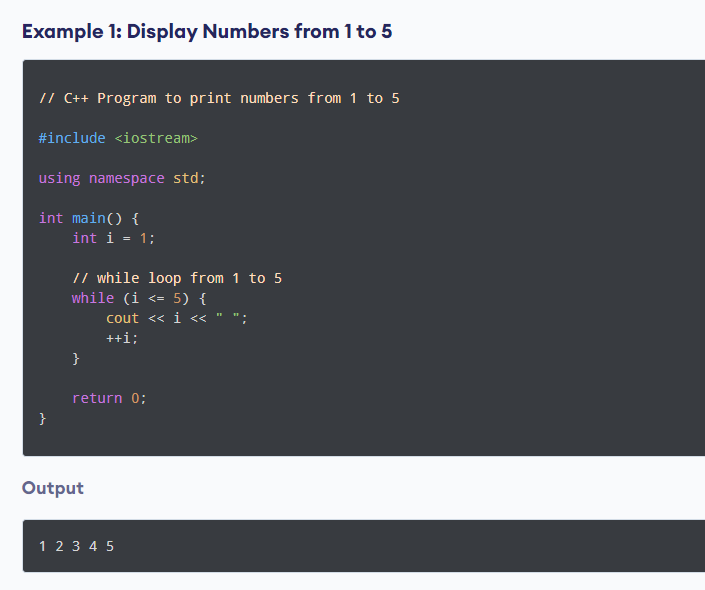 Example 1: Display Numbers from 1 to 5
// C++ Program to print numbers from 1 to 5
#include <iostream>
using namespace std;
int main() {
    int i = 1;
    // while loop from 1 to 5
    while (i <= 5) {
        cout << i << " ";
        ++i;
    }
    return 0;
}
Output
1 2 3 4 5